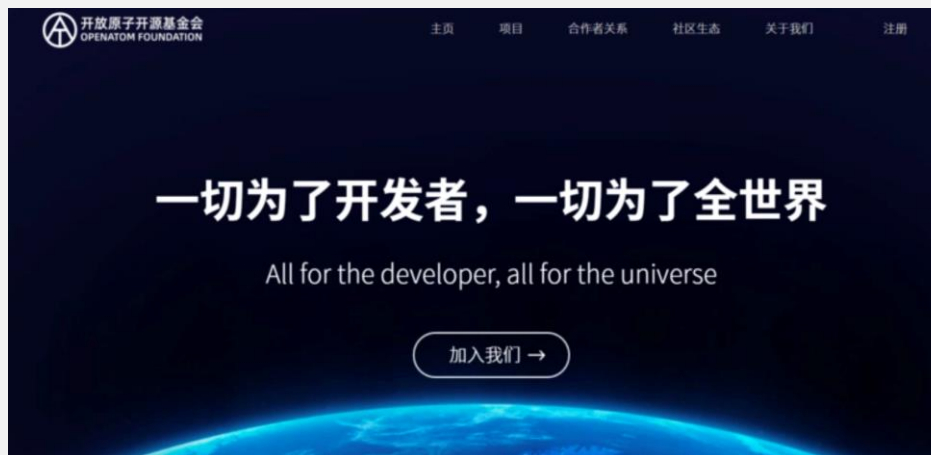 开放原子开源基金会
OPENATOM FOUNDATION
主页 项目 合作者关系 社区生态 关于我们 注册
一切为了开发者，一切为了全世界
All for the developer, all for the universe
加入我们 →